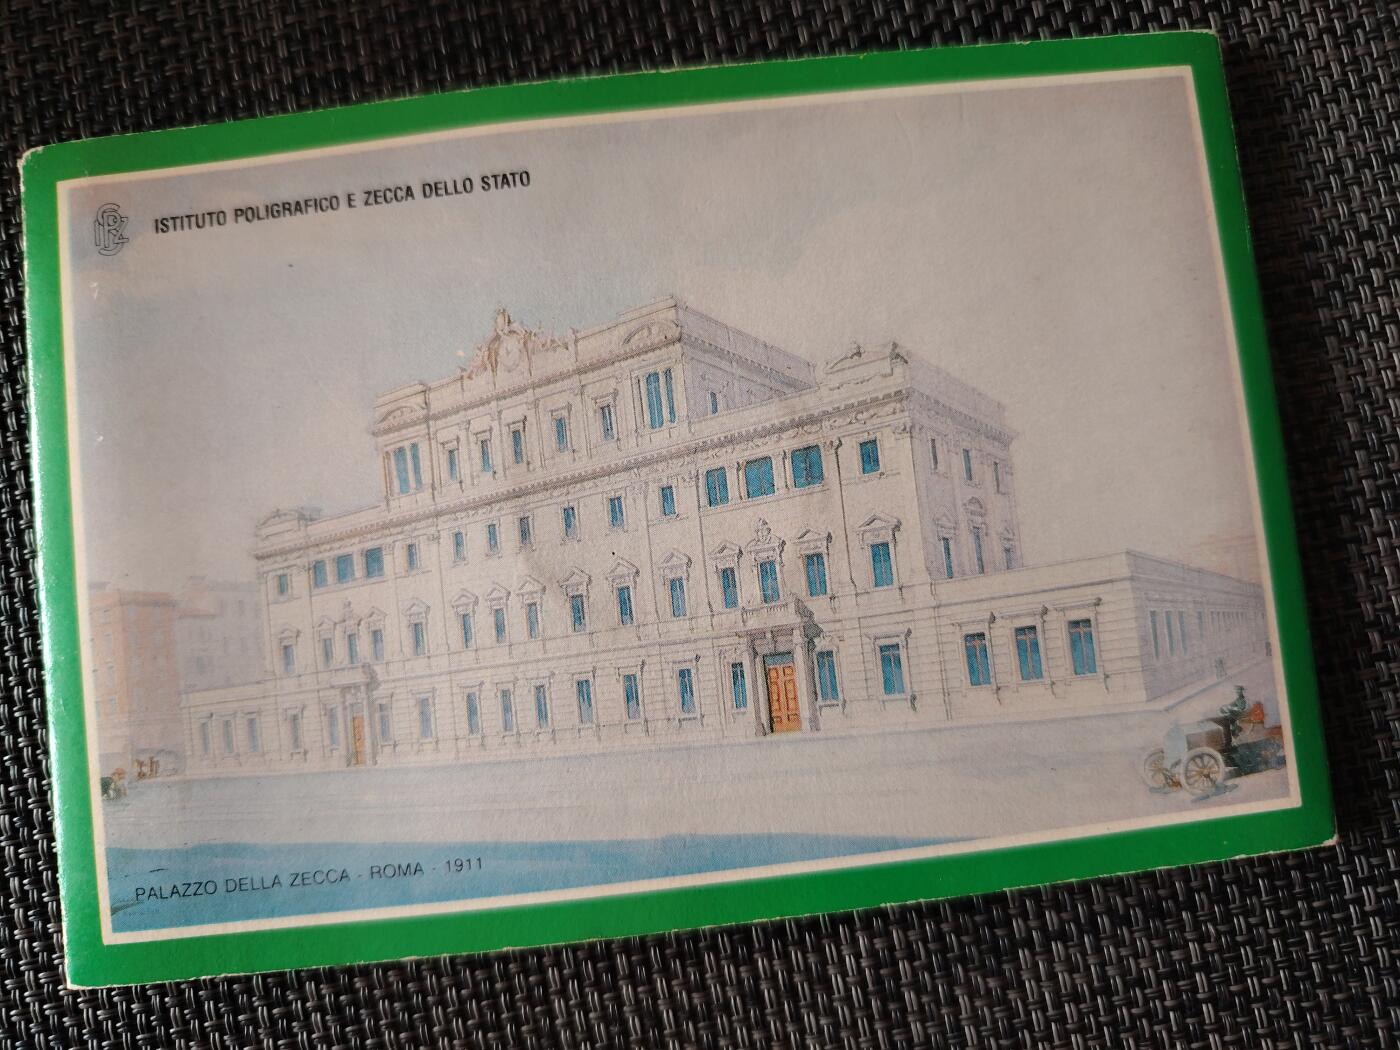 ISTITUTO POLIGRAFICO E ZECCA DELLO STATO
PALAZZO DELLA ZECCA - ROMA - 1911